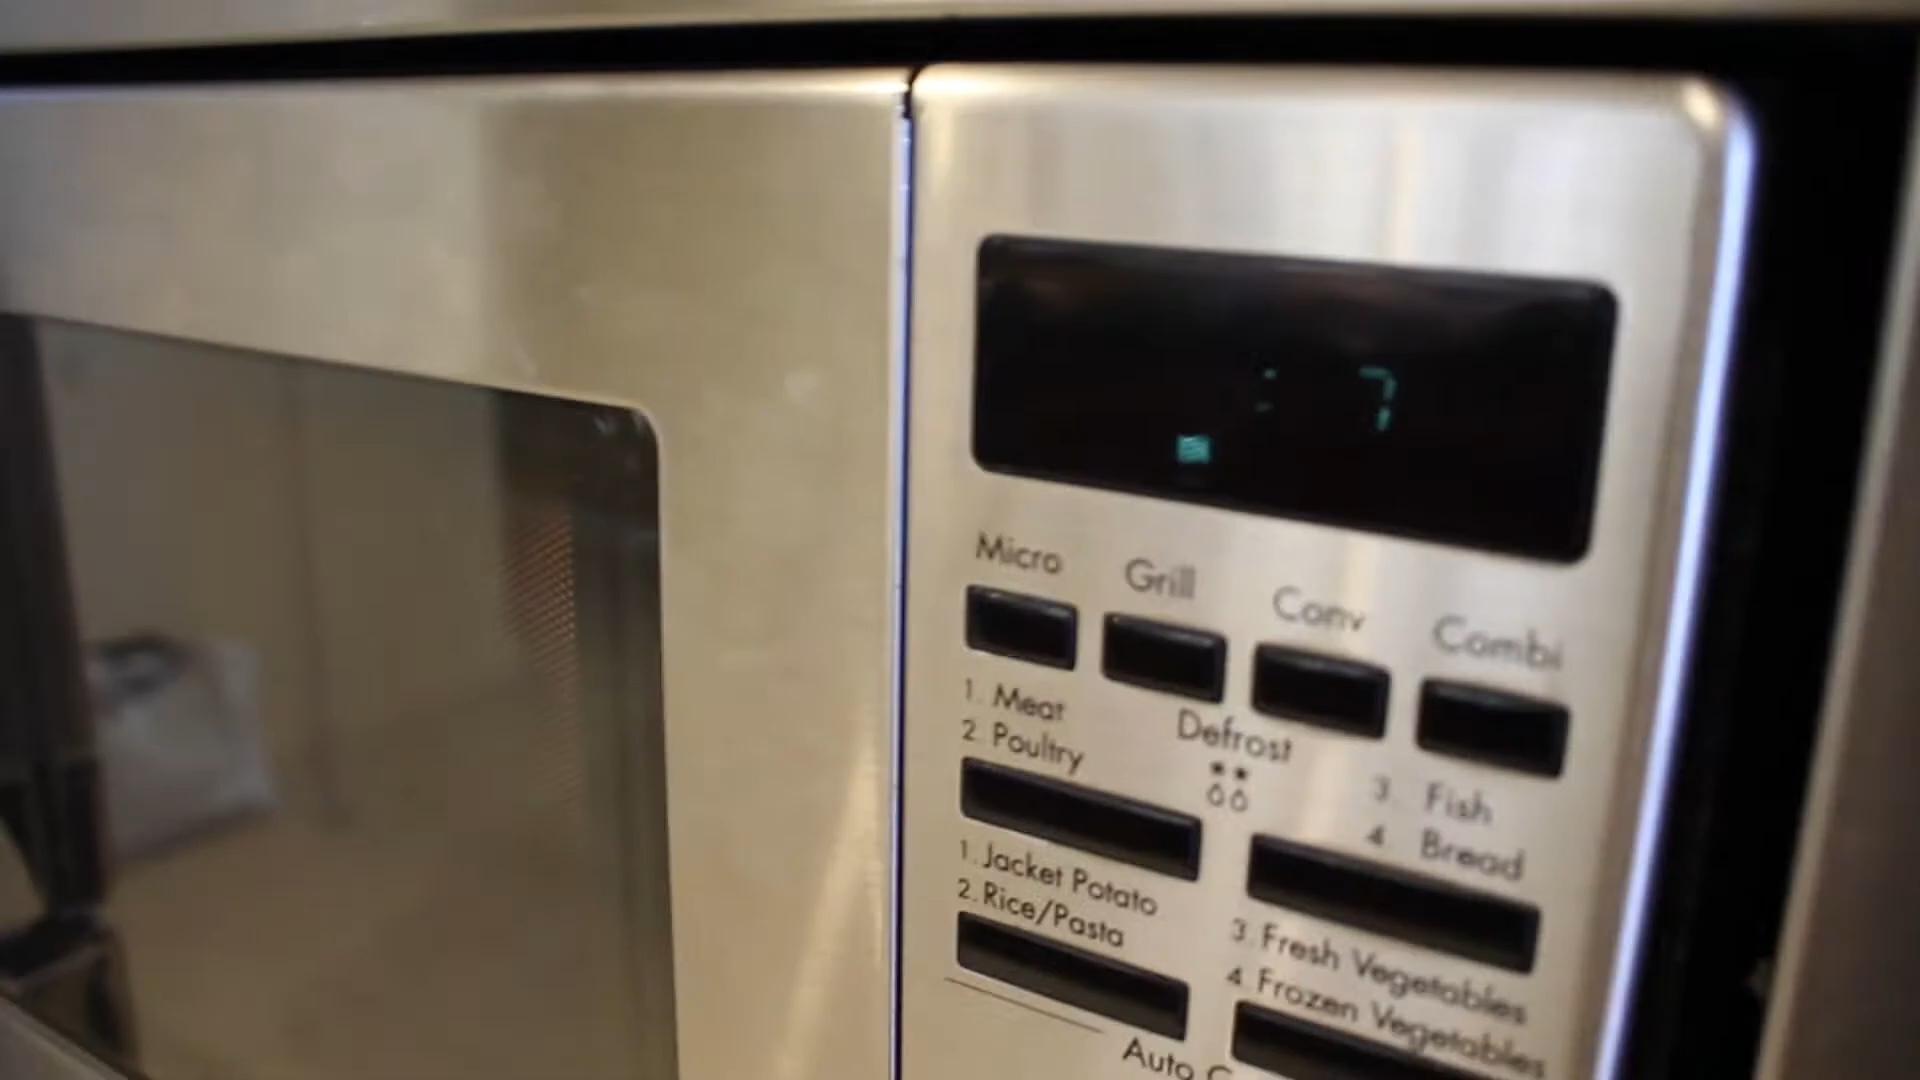 : 7
Micro Grill Conv Combi
1. Meat
2. Poultry
Defrost
3. Fish
4. Bread
1. Jacket Potato
2. Rice/Pasta
3. Fresh Vegetables
4. Frozen Vegetables
Auto